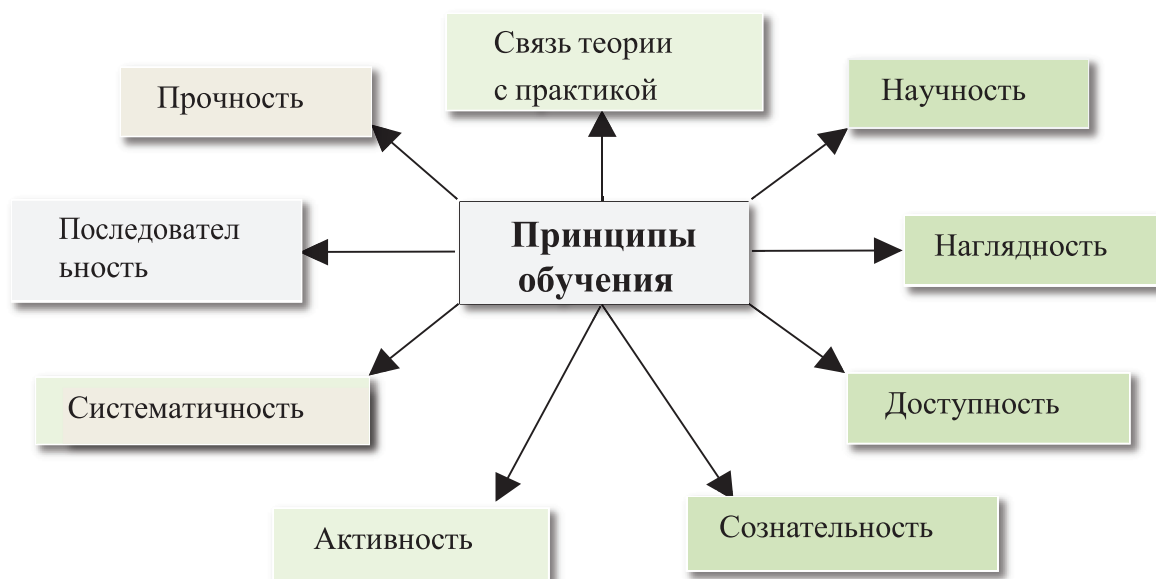 Связь теории
с практикой
Прочность
Научность
Последовател
ьность
Принципы
обучения
Наглядность
Систематичность
Доступность
Активность
Сознательность